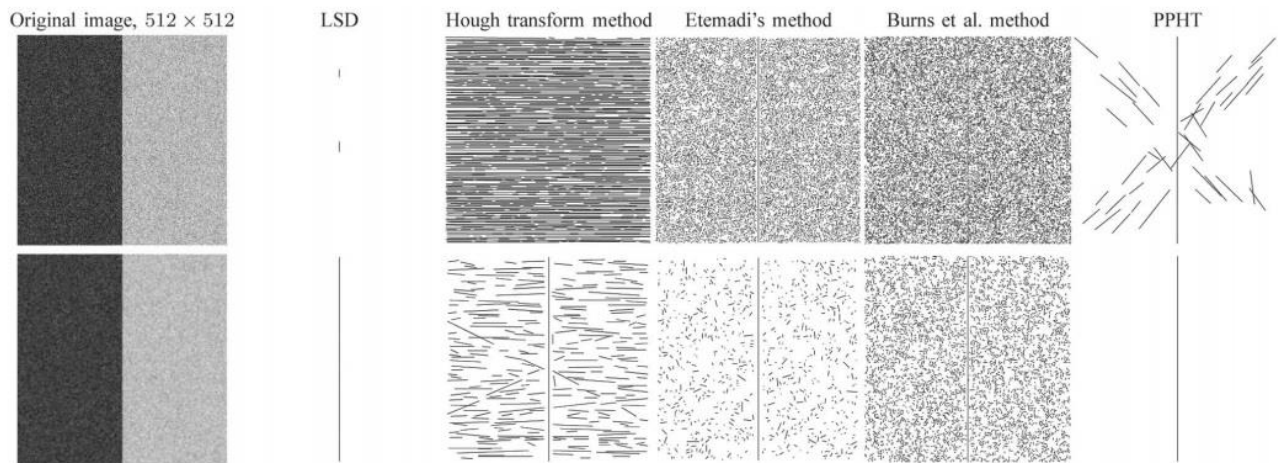 Original image, 512 × 512 LSD Hough transform method Etemadi's method Burns et al. method PPHT